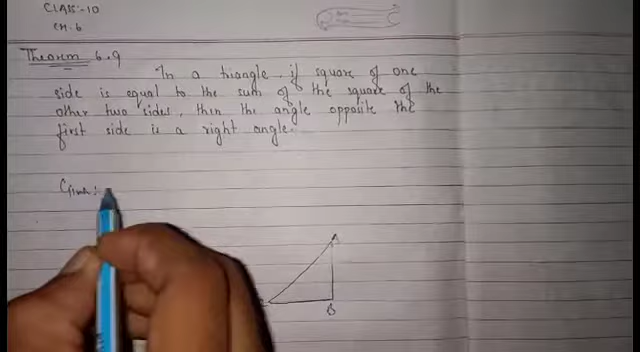 CLASS:- 10
CH. 6
Theorem 6.9
In a triangle, if square of one
side is equal to the sum of the square of the
other two sides, then the angle opposite the
first side is a right angle.
Given:
A
B